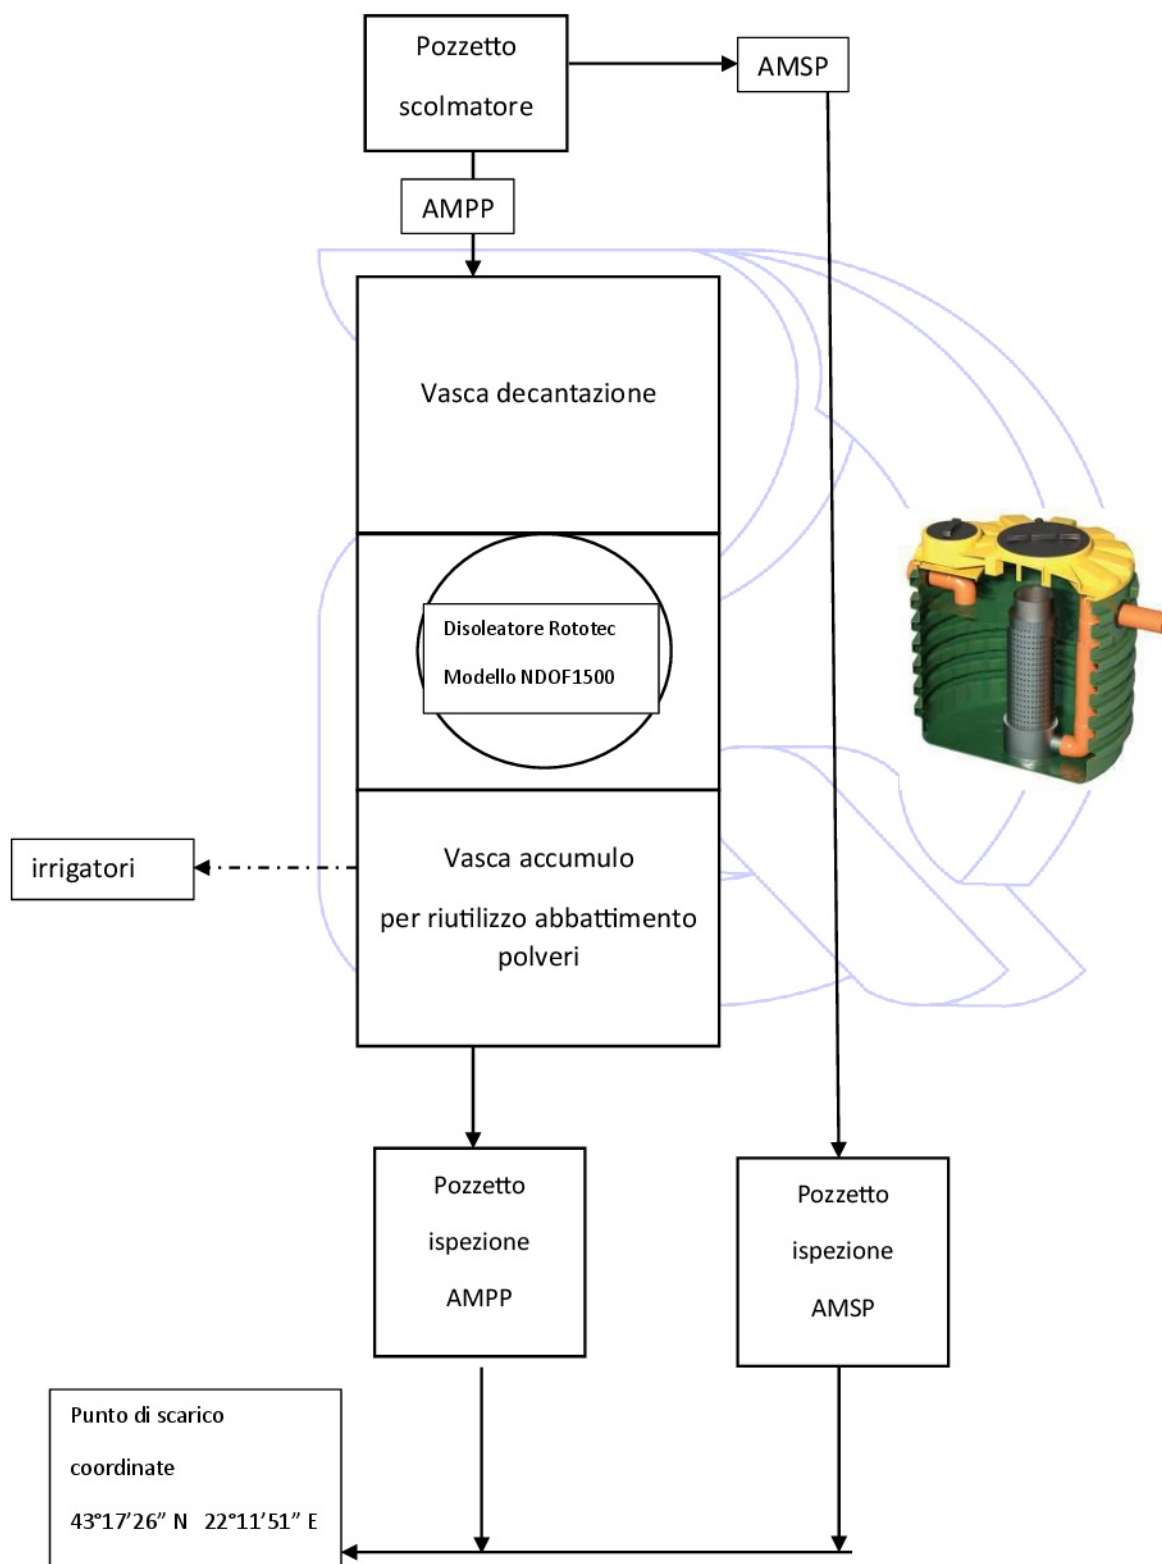 Pozzetto
scolmatore
AMSP
AMPP
Vasca decantazione
Disoleatore Rototec
Modello NDOF1500
irrigatori
Vasca accumulo
per riutilizzo abbattimento
polveri
Pozzetto
ispezione
AMPP
Pozzetto
ispezione
AMSP
Punto di scarico
coordinate
43°17’26” N 22°11’51” E